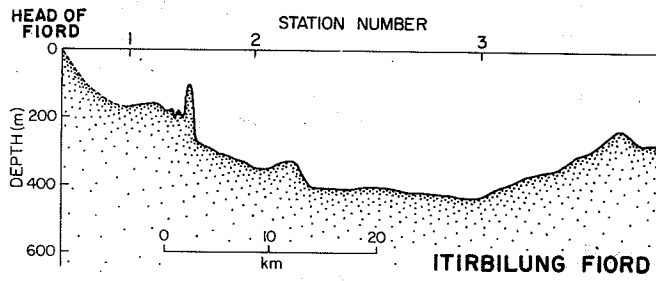 HEAD OF
FIORD
STATION NUMBER
1 2 3
0
200
400
600
DEPTH (m)
0 10 20
km
ITIRBILUNG FIORD